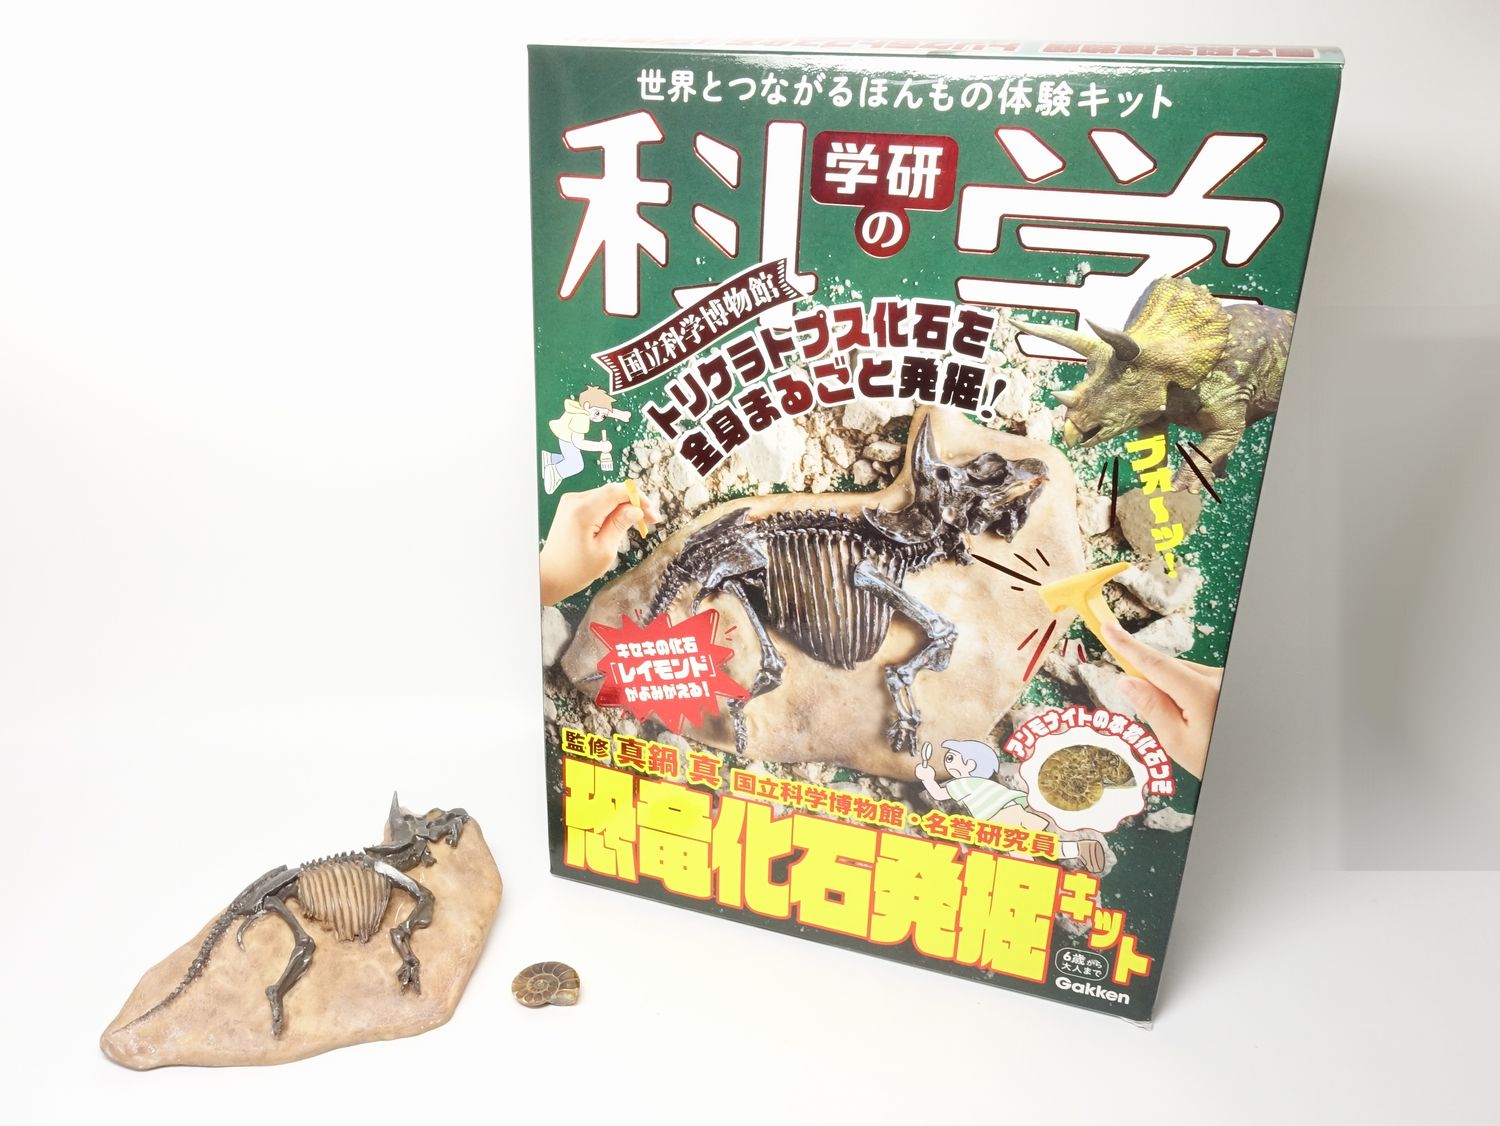 世界とつながるほんもの体験キット
学研の
科学
国立科学博物館
トリケラトプス化石を
全身まるごと発掘!
ブオーッ!
キセキの化石
「レイモンド」
がよみがえる!
アンモナイトの本物化石つき
監修 真鍋 真 国立科学博物館・名誉研究員
恐竜化石発掘キット
6歳から
大人まで
Gakken